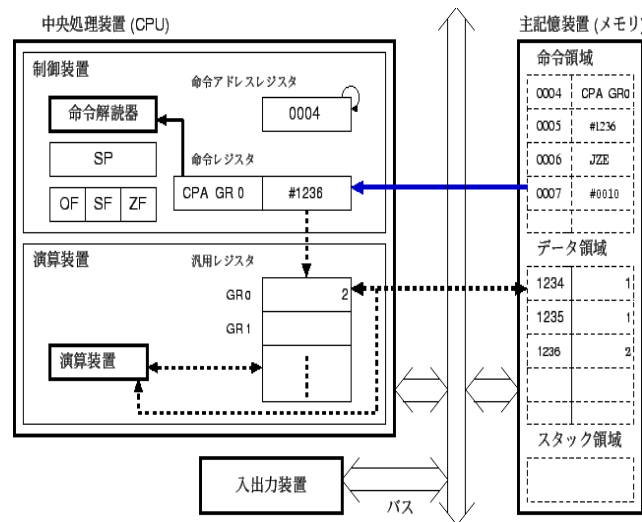 中央処理装置 (CPU)
主記憶装置 (メモリ)
制御装置
命令アドレスレジスタ
0004
命令解読器
SP
命令レジスタ
OF SF ZF
CPA GR 0 #1236
命令領域
0004 CPA GR0
0005 #1236
0006 JZE
0007 #0010
データ領域
1234 1
1235 1
1236 2
スタック領域
演算装置
汎用レジスタ
GR0 2
GR 1
演算装置
入出力装置
バス